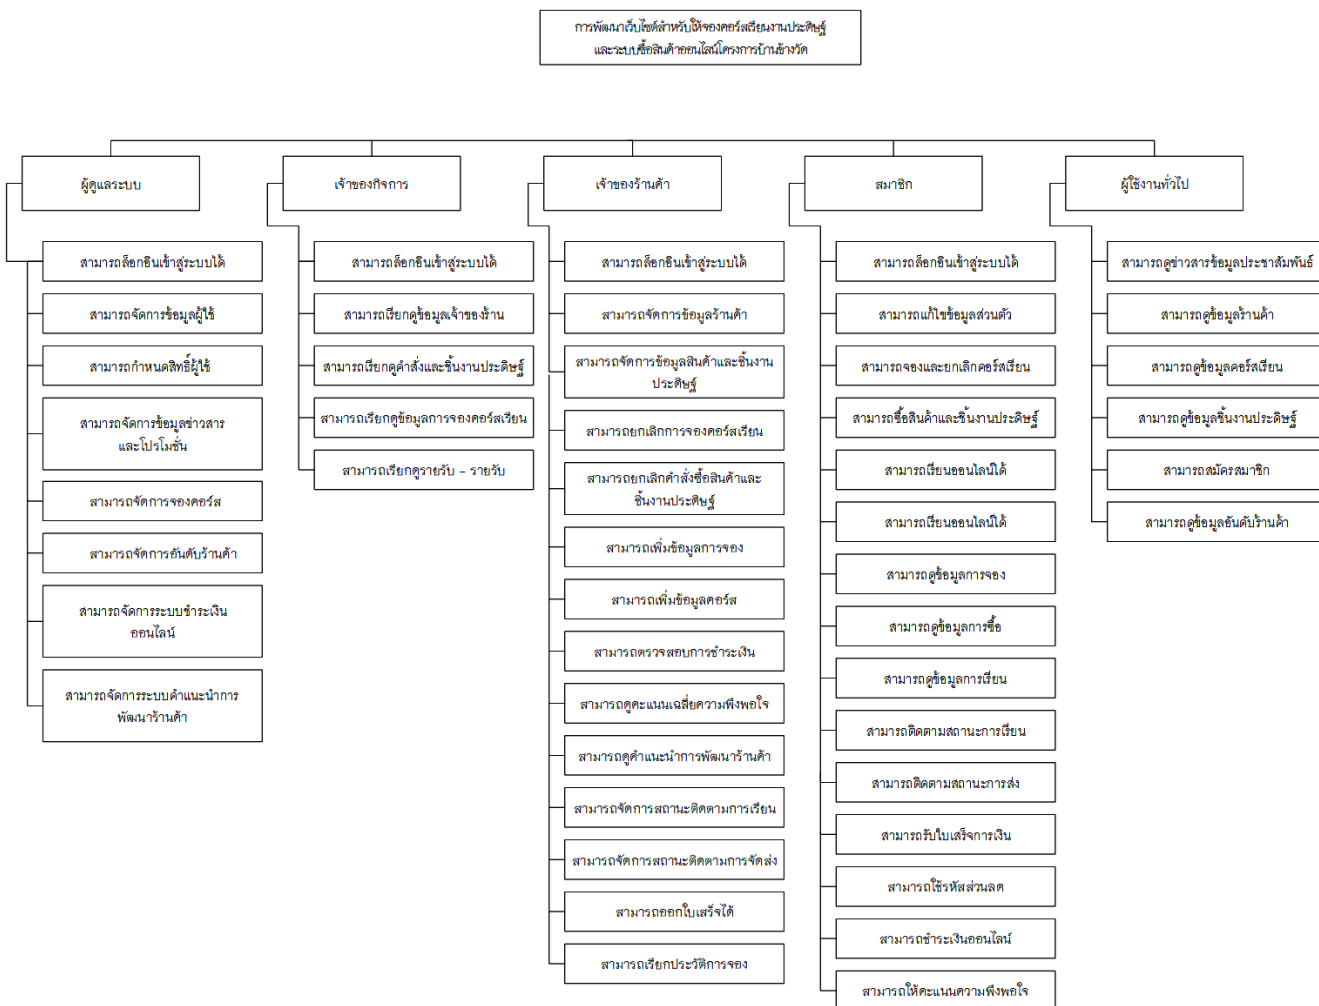 การพัฒนาเว็บไซต์สำหรับให้จองคอร์สเรียนงานประดิษฐ์
และระบบซื้อสินค้าออนไลน์โครงการบ้านข้างวัด
ผู้ดูแลระบบ
สามารถล็อกอินเข้าสู่ระบบได้
สามารถจัดการข้อมูลผู้ใช้
สามารถกำหนดสิทธิ์ผู้ใช้
สามารถจัดการข้อมูลข่าวสาร
และโปรโมชั่น
สามารถจัดการจองคอร์ส
สามารถจัดการอันดับร้านค้า
สามารถจัดการระบบชำระเงิน
ออนไลน์
สามารถจัดการระบบคำแนะนำการ
พัฒนาร้านค้า
เจ้าของกิจการ
สามารถล็อกอินเข้าสู่ระบบได้
สามารถเรียกดูข้อมูลเจ้าของร้าน
สามารถเรียกดูคำสั่งและชิ้นงานประดิษฐ์
สามารถเรียกดูข้อมูลการจองคอร์สเรียน
สามารถเรียกดูรายรับ – รายรับ
เจ้าของร้านค้า
สามารถล็อกอินเข้าสู่ระบบได้
สามารถจัดการข้อมูลร้านค้า
สามารถจัดการข้อมูลสินค้าและชิ้นงาน
ประดิษฐ์
สามารถยกเลิกการจองคอร์สเรียน
สามารถยกเลิกคำสั่งซื้อสินค้าและ
ชิ้นงานประดิษฐ์
สามารถเพิ่มข้อมูลการจอง
สามารถเพิ่มข้อมูลคอร์ส
สามารถตรวจสอบการชำระเงิน
สามารถดูคะแนนเฉลี่ยความพึงพอใจ
สามารถดูคำแนะนำการพัฒนาร้านค้า
สามารถจัดการสถานะติดตามการเรียน
สามารถจัดการสถานะติดตามการจัดส่ง
สามารถออกใบเสร็จได้
สามารถเรียกประวัติการจอง
สมาชิก
สามารถล็อกอินเข้าสู่ระบบได้
สามารถแก้ไขข้อมูลส่วนตัว
สามารถจองและยกเลิกคอร์สเรียน
สามารถซื้อสินค้าและชิ้นงานประดิษฐ์
สามารถเรียนออนไลน์ได้
สามารถเรียนออนไลน์ได้
สามารถดูข้อมูลการจอง
สามารถดูข้อมูลการซื้อ
สามารถดูข้อมูลการเรียน
สามารถติดตามสถานะการเรียน
สามารถติดตามสถานะการส่ง
สามารถรับใบเสร็จการเงิน
สามารถใช้รหัสส่วนลด
สามารถชำระเงินออนไลน์
สามารถให้คะแนนความพึงพอใจ
ผู้ใช้งานทั่วไป
สามารถดูข่าวสารข้อมูลประชาสัมพันธ์
สามารถดูข้อมูลร้านค้า
สามารถดูข้อมูลคอร์สเรียน
สามารถดูข้อมูลชิ้นงานประดิษฐ์
สามารถสมัครสมาชิก
สามารถดูข้อมูลอันดับร้านค้า